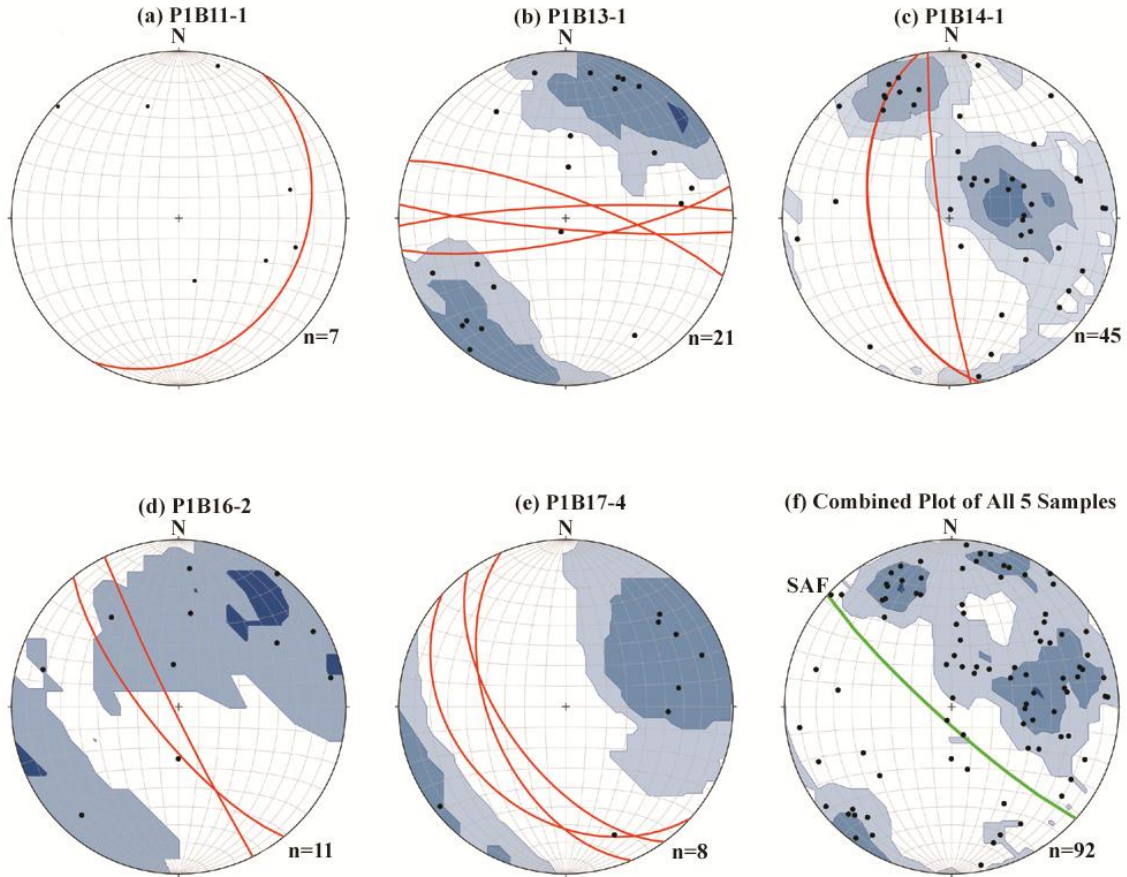 (a) P1B11-1
N
n=7
(b) P1B13-1
N
n=21
(c) P1B14-1
N
n=45
(d) P1B16-2
N
n=11
(e) P1B17-4
N
n=8
(f) Combined Plot of All 5 Samples
N
SAF
n=92